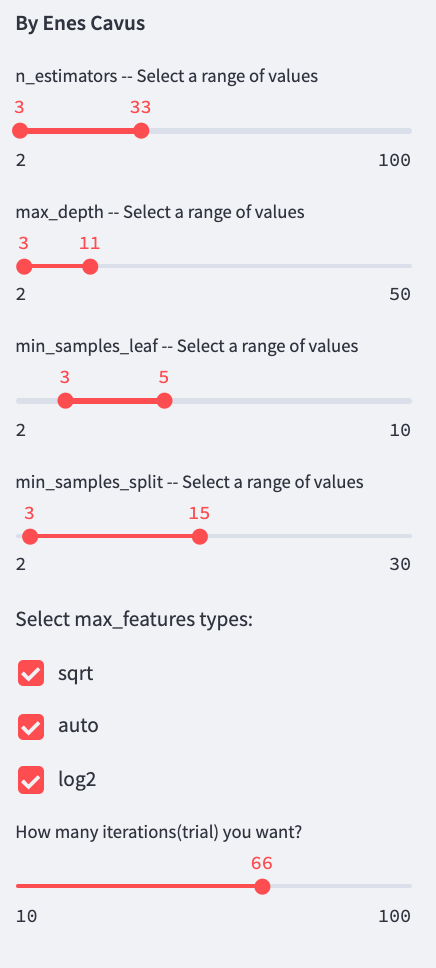 By Enes Cavus
n_estimators -- Select a range of values
3 33
2 100
max_depth -- Select a range of values
3 11
2 50
min_samples_leaf -- Select a range of values
3 5
2 10
min_samples_split -- Select a range of values
3 15
2 30
Select max_features types:
sqrt
auto
log2
How many iterations(trial) you want?
66
10 100